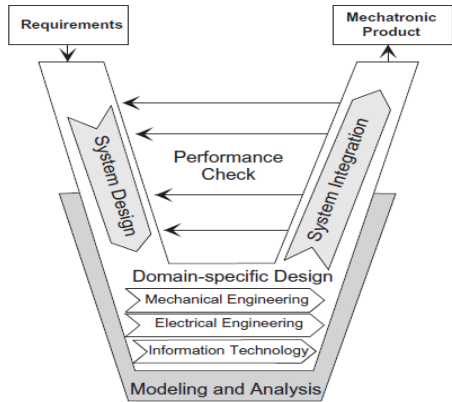 Requirements
Mechatronic
Product
System Design
Performance
Check
System Integration
Domain-specific Design
Mechanical Engineering
Electrical Engineering
Information Technology
Modeling and Analysis